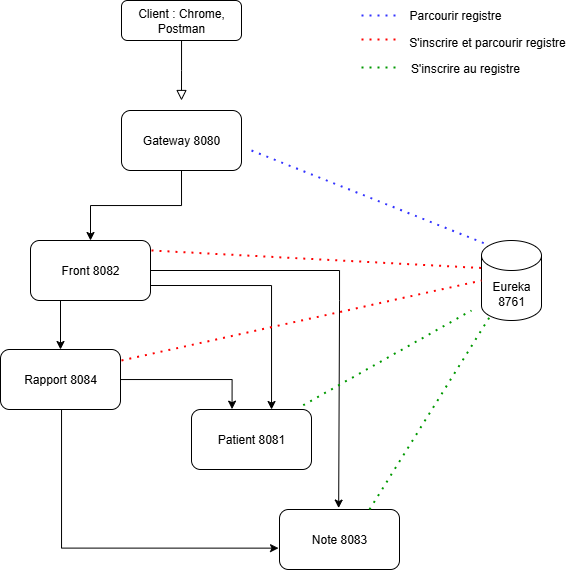 Client : Chrome,
Postman
Parcourir registre
S'inscrire et parcourir registre
S'inscrire au registre
Gateway 8080
Front 8082
Eureka
8761
Rapport 8084
Patient 8081
Note 8083